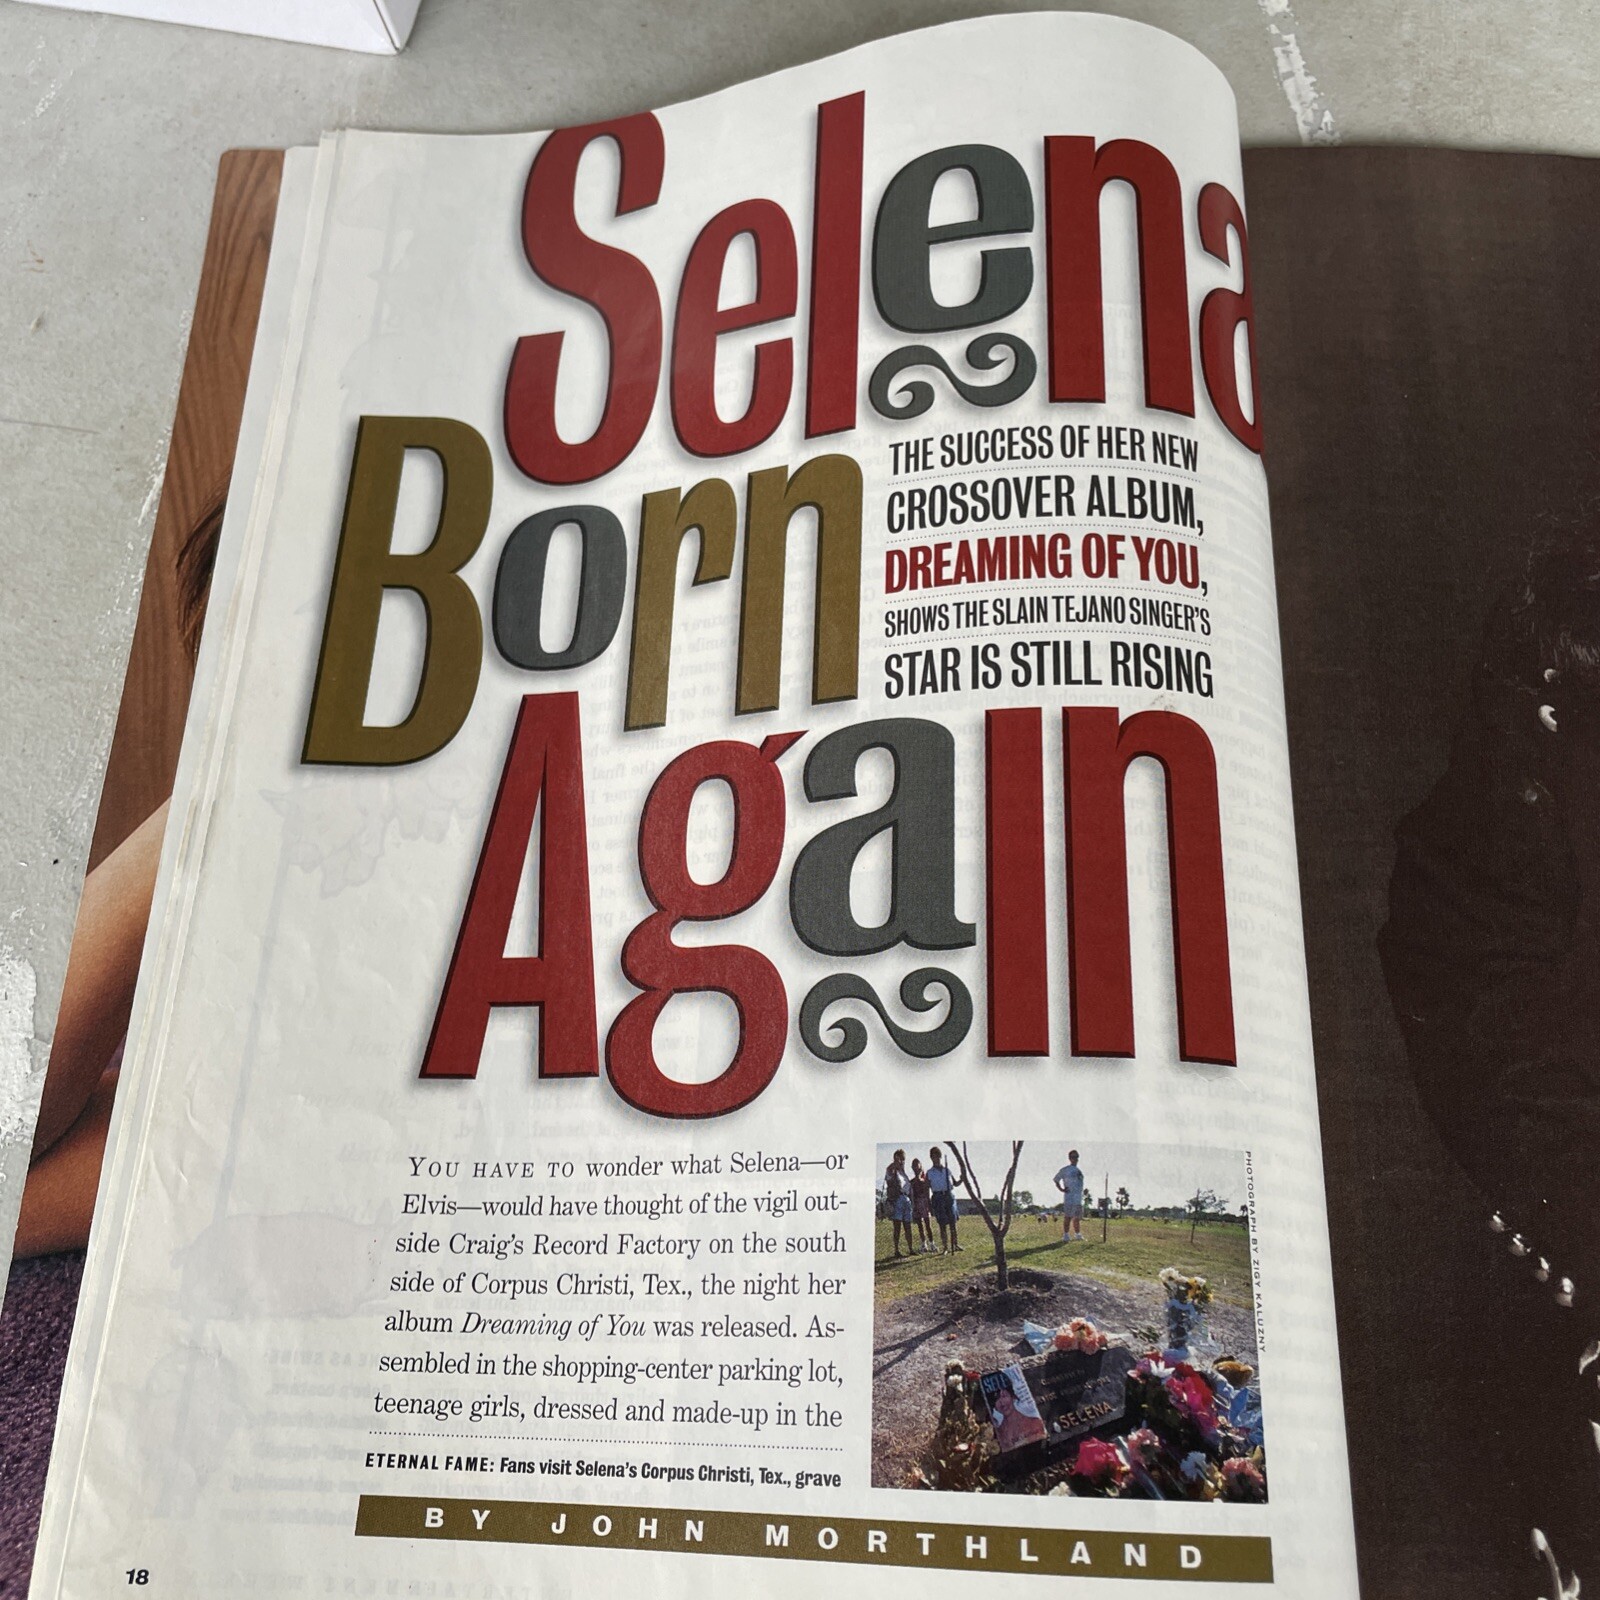 Selena
Born
Again
THE SUCCESS OF HER NEW
CROSSOVER ALBUM,
DREAMING OF YOU,
SHOWS THE SLAIN TEJANO SINGER'S
STAR IS STILL RISING
YOU HAVE TO wonder what Selena—or
Elvis—would have thought of the vigil out-
side Craig's Record Factory on the south
side of Corpus Christi, Tex., the night her
album Dreaming of You was released. As-
sembled in the shopping-center parking lot,
teenage girls, dressed and made-up in the
ETERNAL FAME: Fans visit Selena's Corpus Christi, Tex., grave
PHOTOGRAPH BY ZIGY KALUZNY
SELENA
BY JOHN MORTHLAND
18